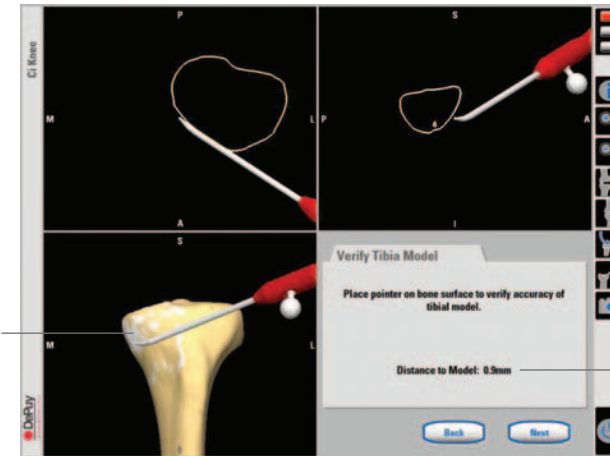 Ci Knee
P
M
L
A
S
P
A
I
S
M
L
I
Verify Tibia Model
Place pointer on bone surface to verify accuracy of
tibial model.
Distance to Model: 0.9mm
Back
Next
DePuy